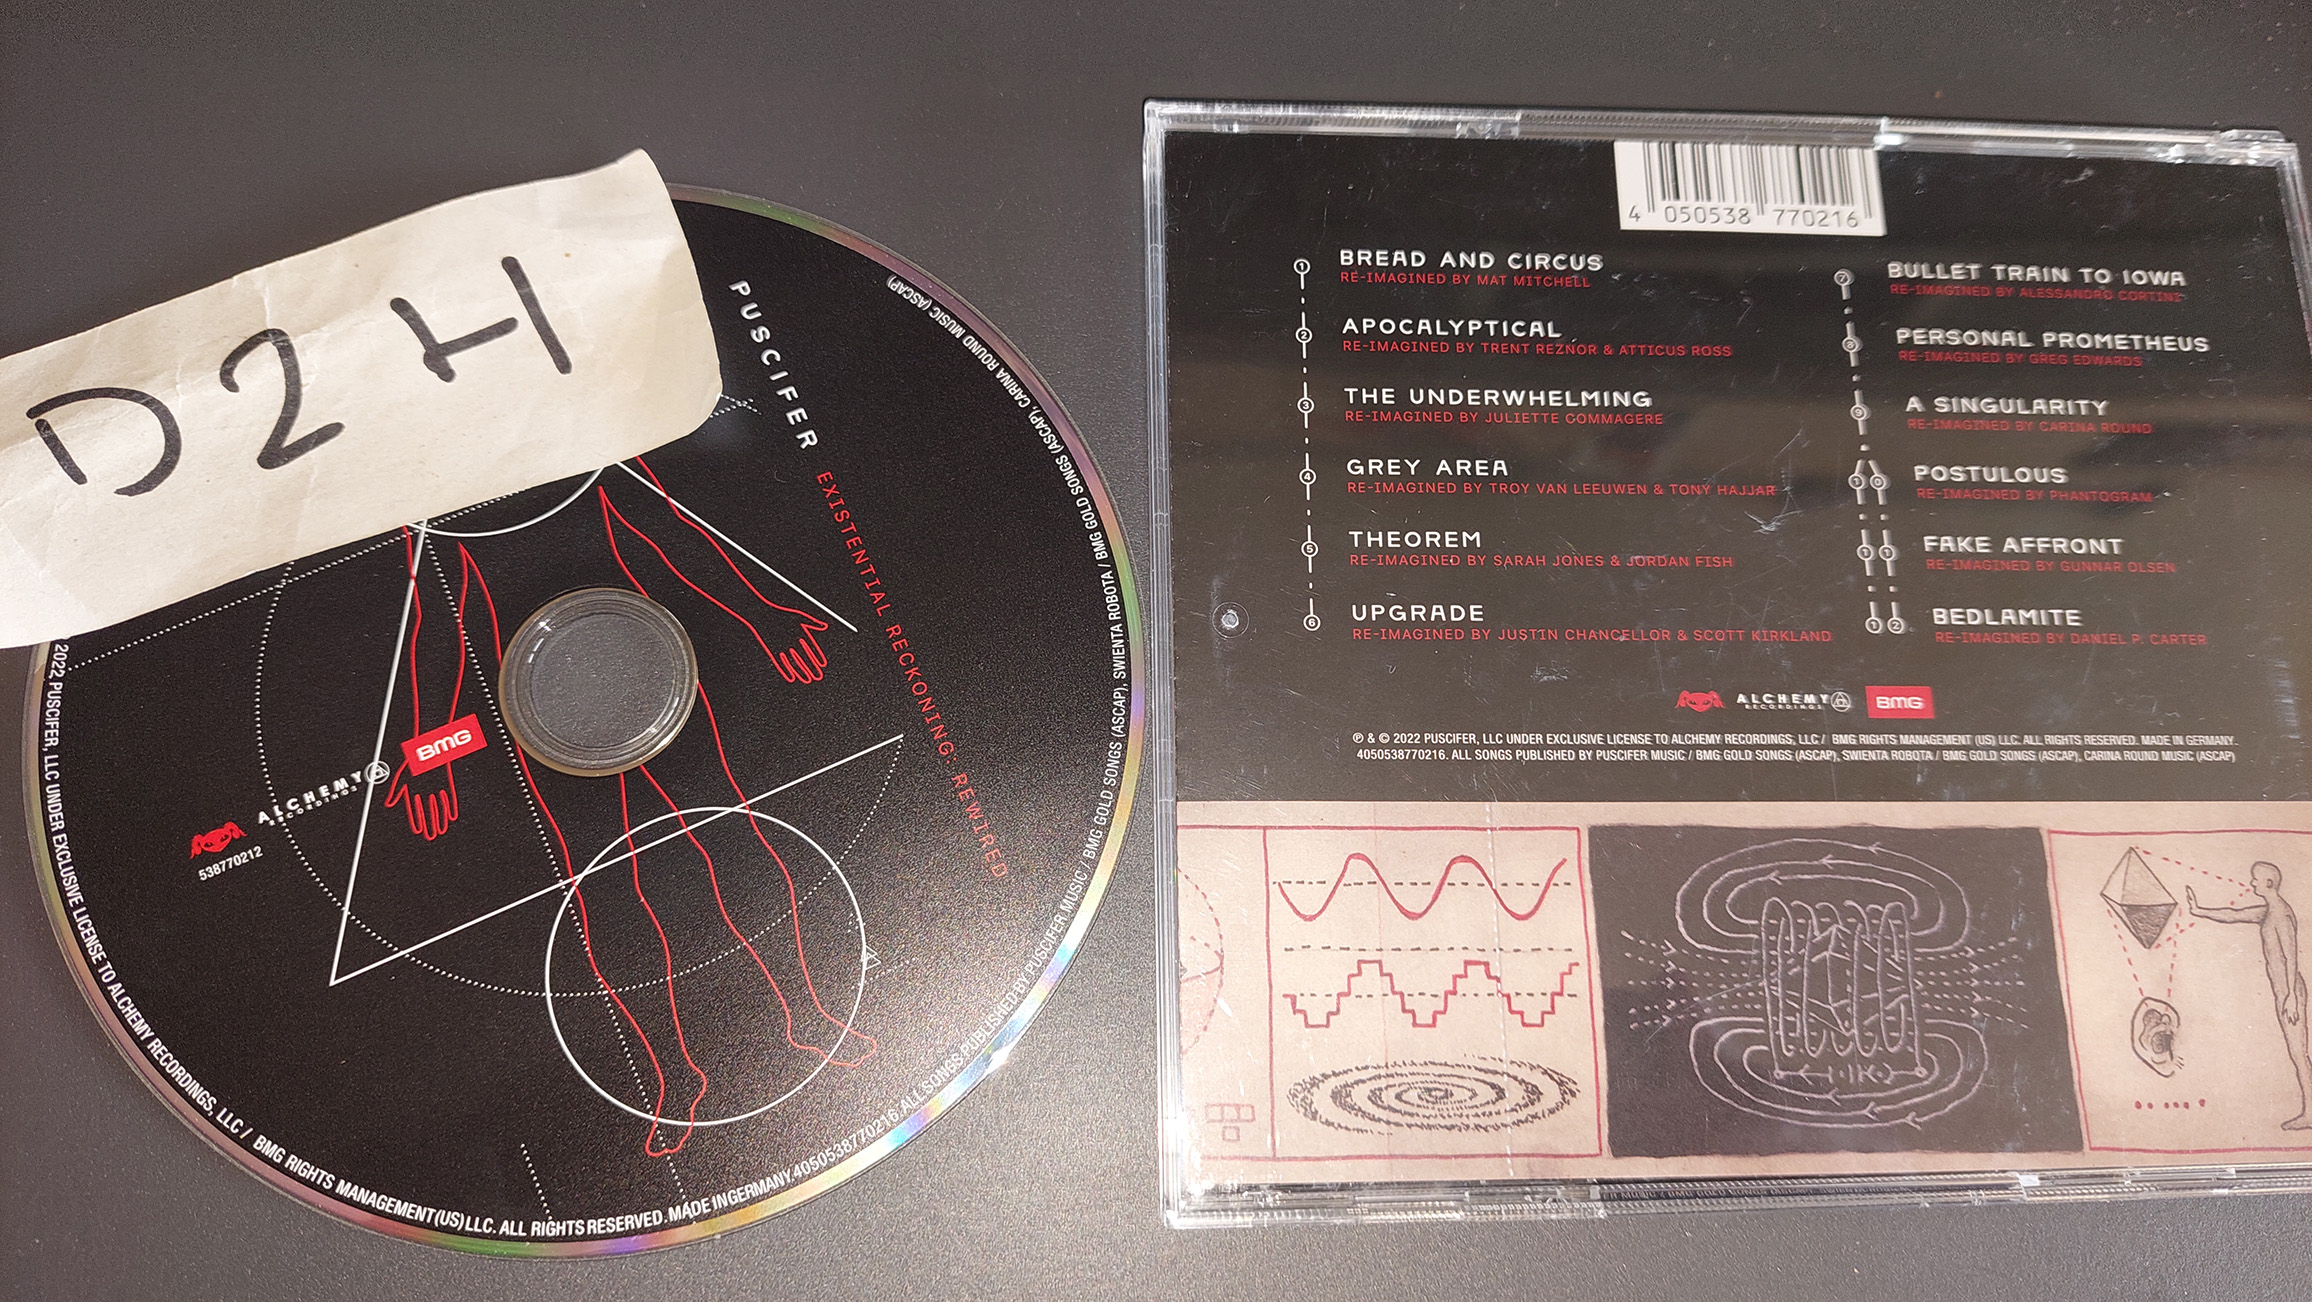 D2H
PUSCIFER EXISTENTIAL RECKONING: REWIRED
ALCHEMY
RECORDINGS
BMG
538770212
2022 PUSCIFER, LLC UNDER EXCLUSIVE LICENSE TO ALCHEMY RECORDINGS, LLC / BMG RIGHTS MANAGEMENT (US) LLC. ALL RIGHTS RESERVED. MADE IN GERMANY. 4050538770216. ALL SONGS PUBLISHED BY PUSCIFER MUSIC / BMG GOLD SONGS (ASCAP), SWIENTA ROBOTA / BMG GOLD SONGS (ASCAP), CARINA ROUND MUSIC (ASCAP)
4 050538 770216
1 BREAD AND CIRCUS
RE-IMAGINED BY MAT MITCHELL
2 APOCALYPTICAL
RE-IMAGINED BY TRENT REZNOR & ATTICUS ROSS
3 THE UNDERWHELMING
RE-IMAGINED BY JULIETTE COMMAGERE
4 GREY AREA
RE-IMAGINED BY TROY VAN LEEUWEN & TONY HAJJAR
5 THEOREM
RE-IMAGINED BY SARAH JONES & JORDAN FISH
6 UPGRADE
RE-IMAGINED BY JUSTIN CHANCELLOR & SCOTT KIRKLAND
7 BULLET TRAIN TO IOWA
RE-IMAGINED BY ALESSANDRO CORTINI
8 PERSONAL PROMETHEUS
RE-IMAGINED BY GREG EDWARDS
9 A SINGULARITY
RE-IMAGINED BY CARINA ROUND
10 POSTULOUS
RE-IMAGINED BY PHANTOGRAM
11 FAKE AFFRONT
RE-IMAGINED BY GUNNAR OLSEN
12 BEDLAMITE
RE-IMAGINED BY DANIEL P. CARTER
ALCHEMY
RECORDINGS
BMG
℗ & © 2022 PUSCIFER, LLC UNDER EXCLUSIVE LICENSE TO ALCHEMY RECORDINGS, LLC / BMG RIGHTS MANAGEMENT (US) LLC. ALL RIGHTS RESERVED. MADE IN GERMANY.
4050538770216. ALL SONGS PUBLISHED BY PUSCIFER MUSIC / BMG GOLD SONGS (ASCAP), SWIENTA ROBOTA / BMG GOLD SONGS (ASCAP), CARINA ROUND MUSIC (ASCAP)